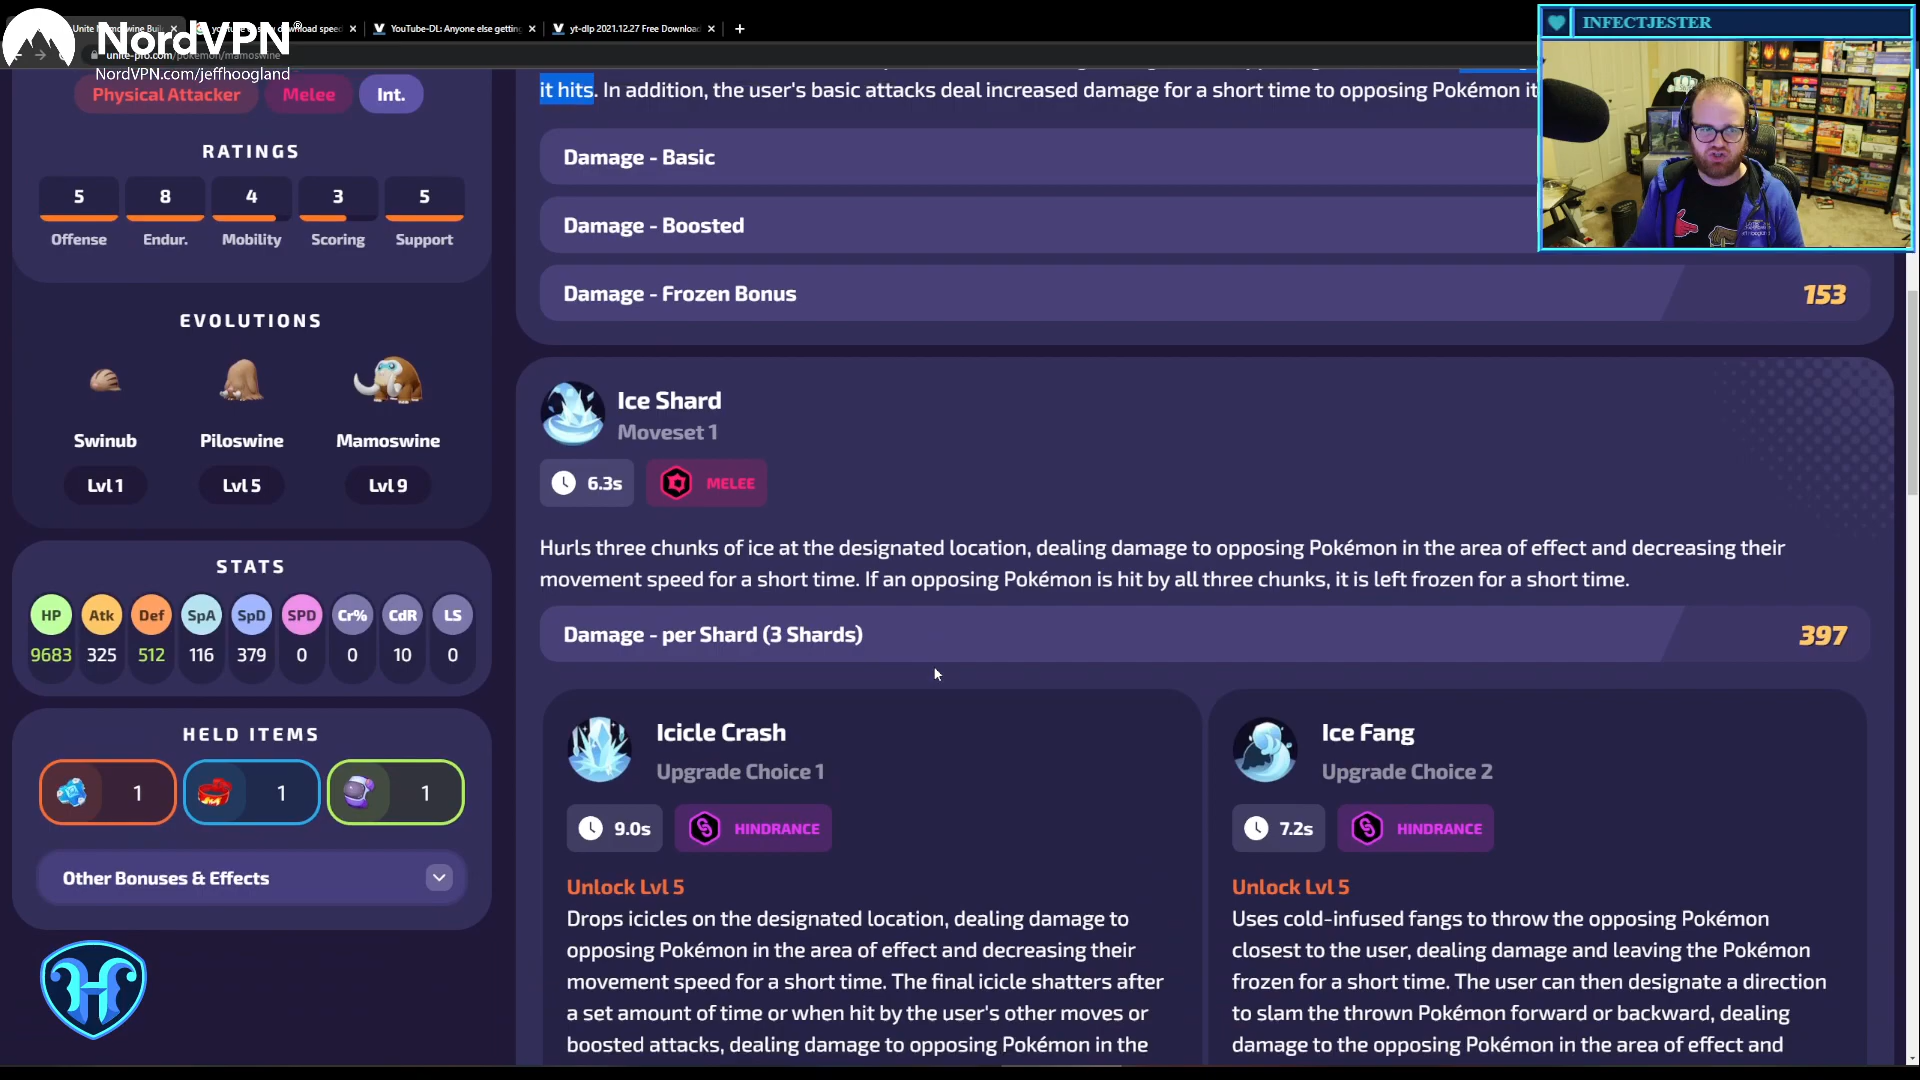 NordVPN®
NordVPN.com/jeffhoogland
YouTube-DL: Anyone else getting
yt-dlp 2021.12.27 Free Download
unite-pro.com/pokemon/mamoswine
INFECTJESTER
Physical Attacker
Melee
Int.
RATINGS
5 8 4 3 5
Offense Endur. Mobility Scoring Support
EVOLUTIONS
Swinub Piloswine Mamoswine
Lvl 1 Lvl 5 Lvl 9
STATS
HP Atk Def SpA SpD SPD Cr% CdR LS
9683 325 512 116 379 0 0 10 0
HELD ITEMS
1 1 1
Other Bonuses & Effects
it hits. In addition, the user's basic attacks deal increased damage for a short time to opposing Pokémon it
Damage - Basic
Damage - Boosted
Damage - Frozen Bonus 153
Ice Shard
Moveset 1
6.3s MELEE
Hurls three chunks of ice at the designated location, dealing damage to opposing Pokémon in the area of effect and decreasing their
movement speed for a short time. If an opposing Pokémon is hit by all three chunks, it is left frozen for a short time.
Damage - per Shard (3 Shards) 397
Icicle Crash
Upgrade Choice 1
9.0s HINDRANCE
Unlock Lvl 5
Drops icicles on the designated location, dealing damage to
opposing Pokémon in the area of effect and decreasing their
movement speed for a short time. The final icicle shatters after
a set amount of time or when hit by the user's other moves or
boosted attacks, dealing damage to opposing Pokémon in the
Ice Fang
Upgrade Choice 2
7.2s HINDRANCE
Unlock Lvl 5
Uses cold-infused fangs to throw the opposing Pokémon
closest to the user, dealing damage and leaving the Pokémon
frozen for a short time. The user can then designate a direction
to slam the thrown Pokémon forward or backward, dealing
damage to the opposing Pokémon in the area of effect and